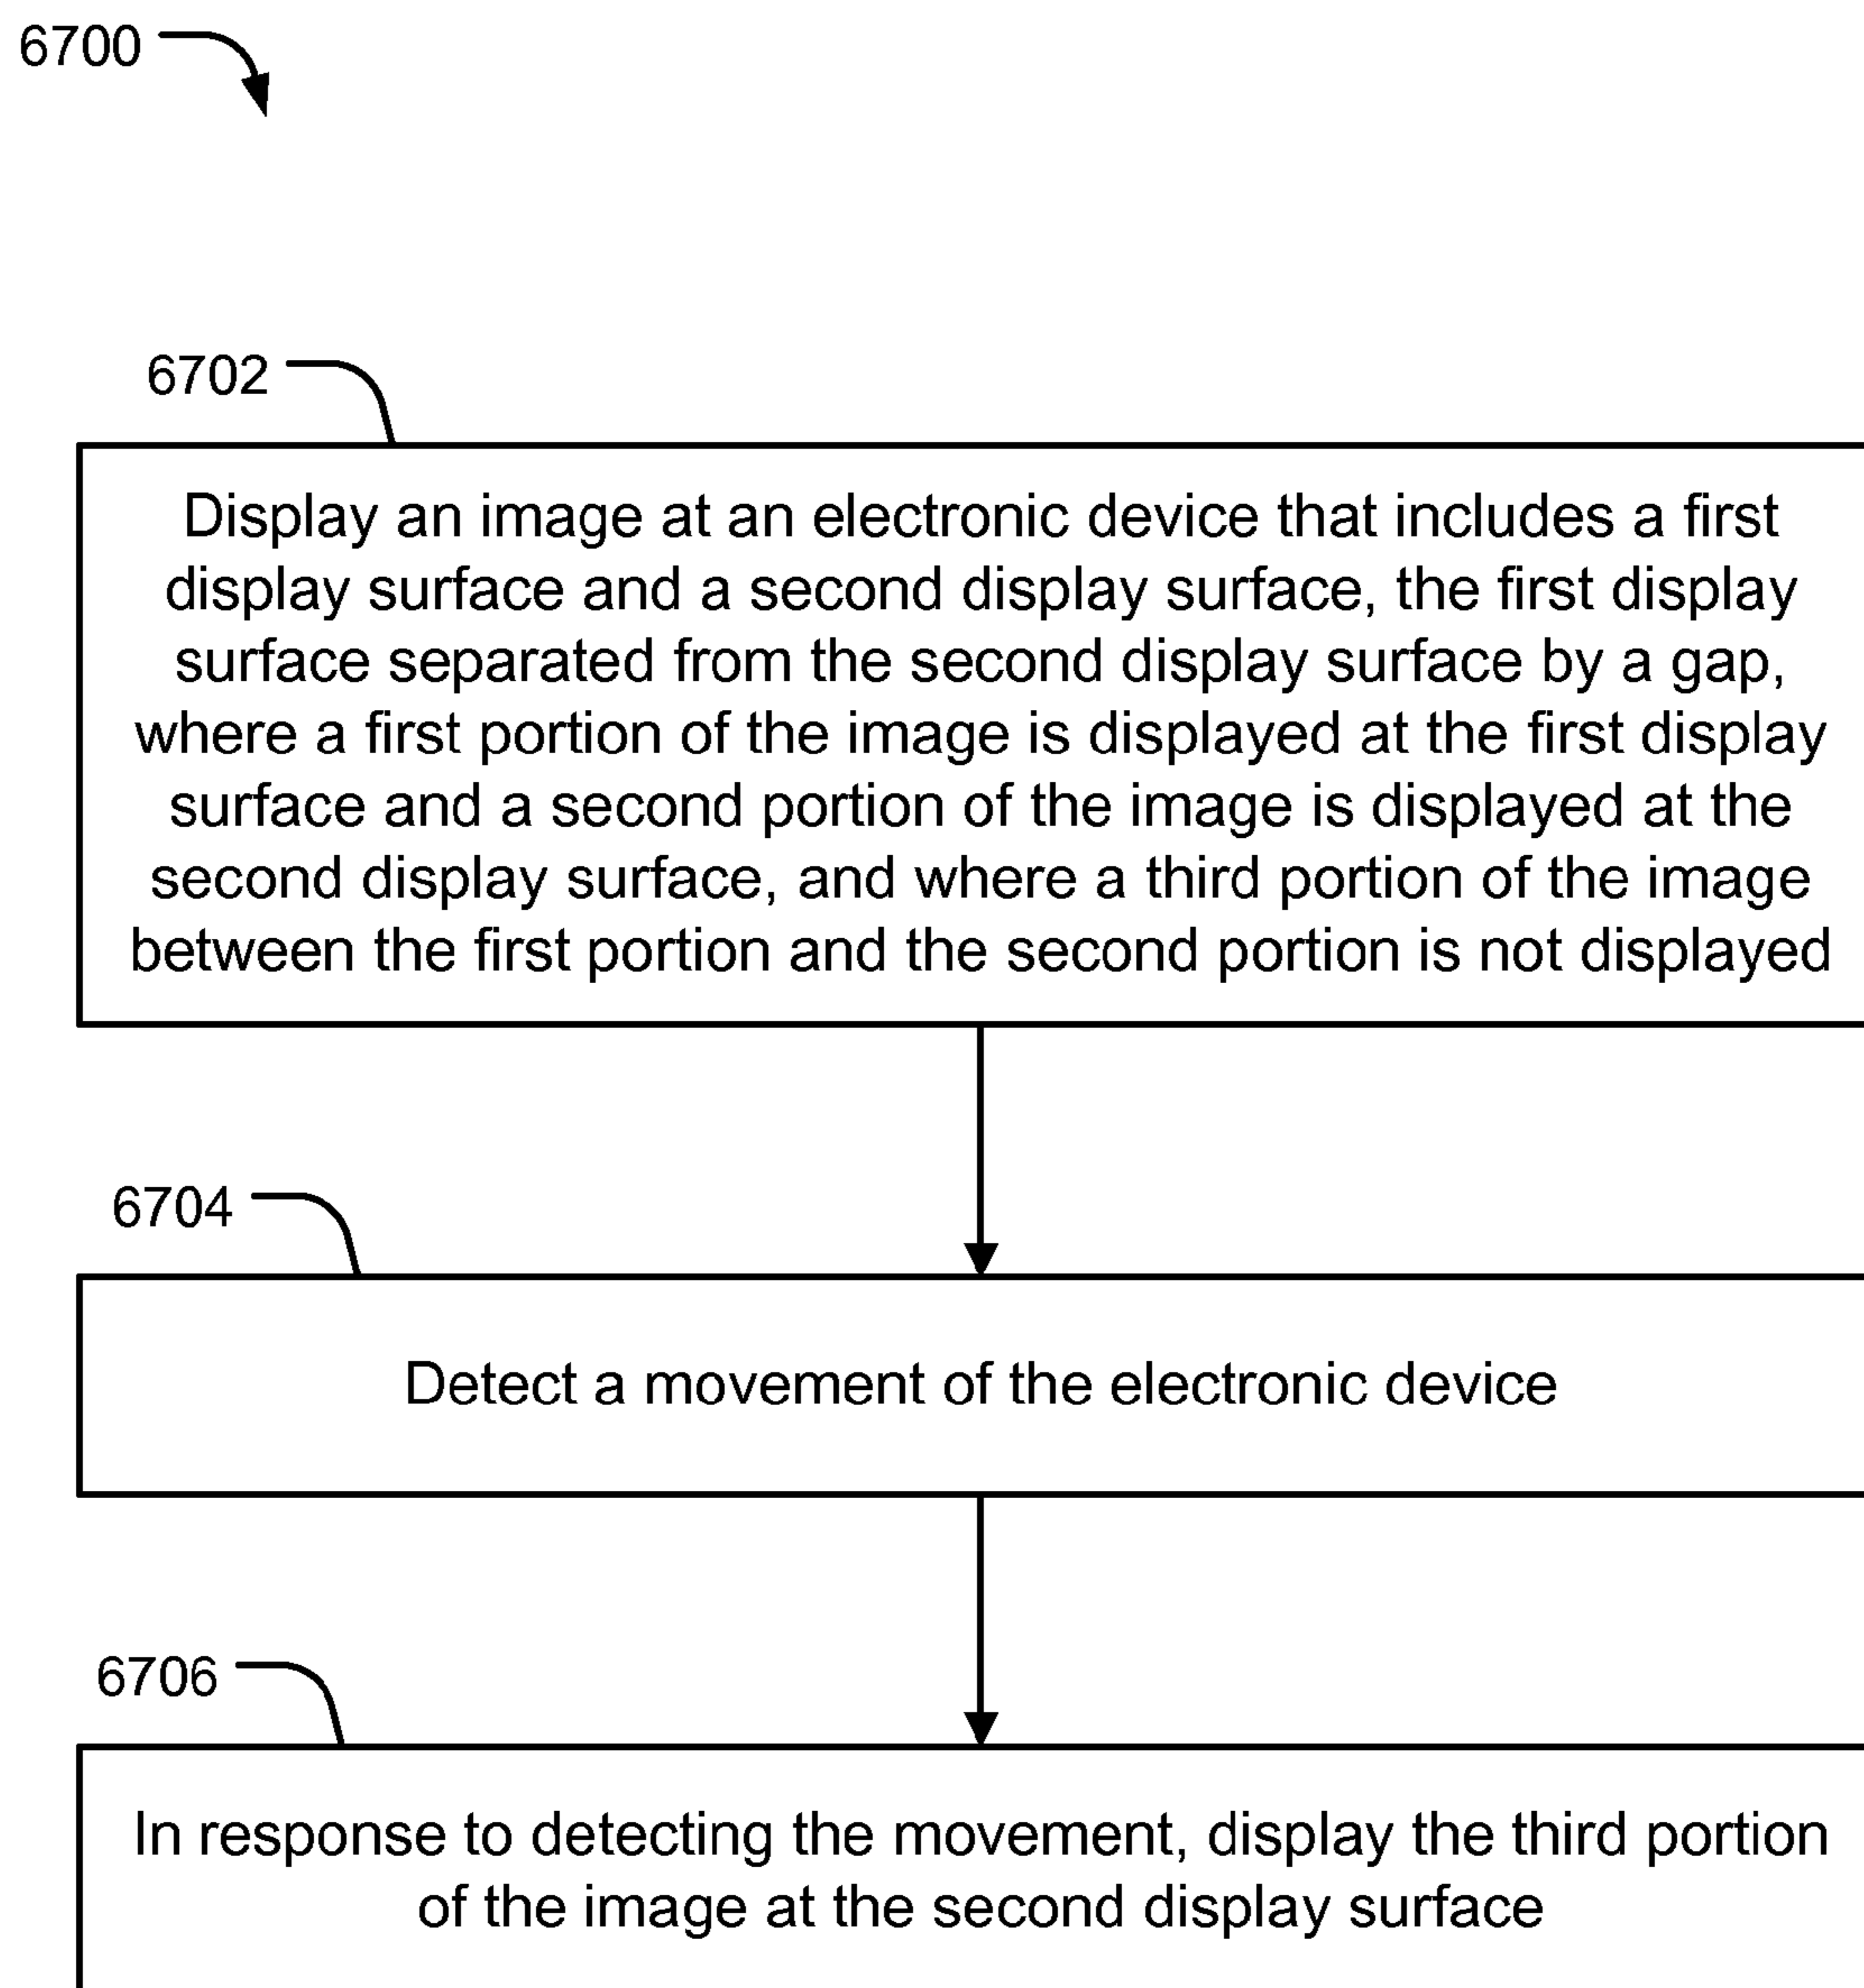 6700
6702
Display an image at an electronic device that includes a first
display surface and a second display surface, the first display
surface separated from the second display surface by a gap,
where a first portion of the image is displayed at the first display
surface and a second portion of the image is displayed at the
second display surface, and where a third portion of the image
between the first portion and the second portion is not displayed
6704
Detect a movement of the electronic device
6706
In response to detecting the movement, display the third portion
of the image at the second display surface